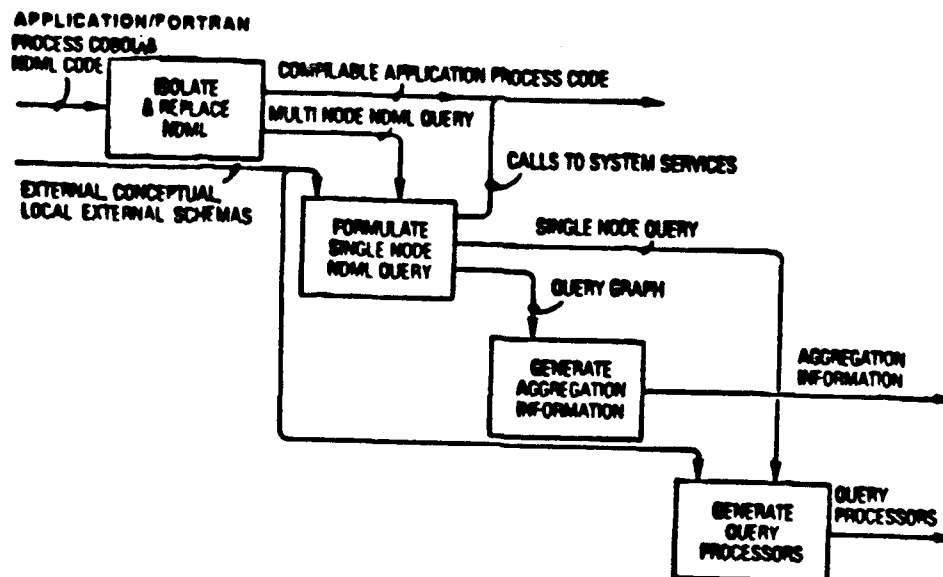 APPLICATION/FORTRAN
PROCESS COBOL &
NDML CODE
ISOLATE
& REPLACE
NDML
COMPILABLE APPLICATION PROCESS CODE
MULTI NODE NDML QUERY
CALLS TO SYSTEM SERVICES
EXTERNAL, CONCEPTUAL,
LOCAL EXTERNAL SCHEMAS
FORMULATE
SINGLE NODE
NDML QUERY
SINGLE NODE QUERY
QUERY GRAPH
GENERATE
AGGREGATION
INFORMATION
AGGREGATION
INFORMATION
GENERATE
QUERY
PROCESSORS
QUERY
PROCESSORS